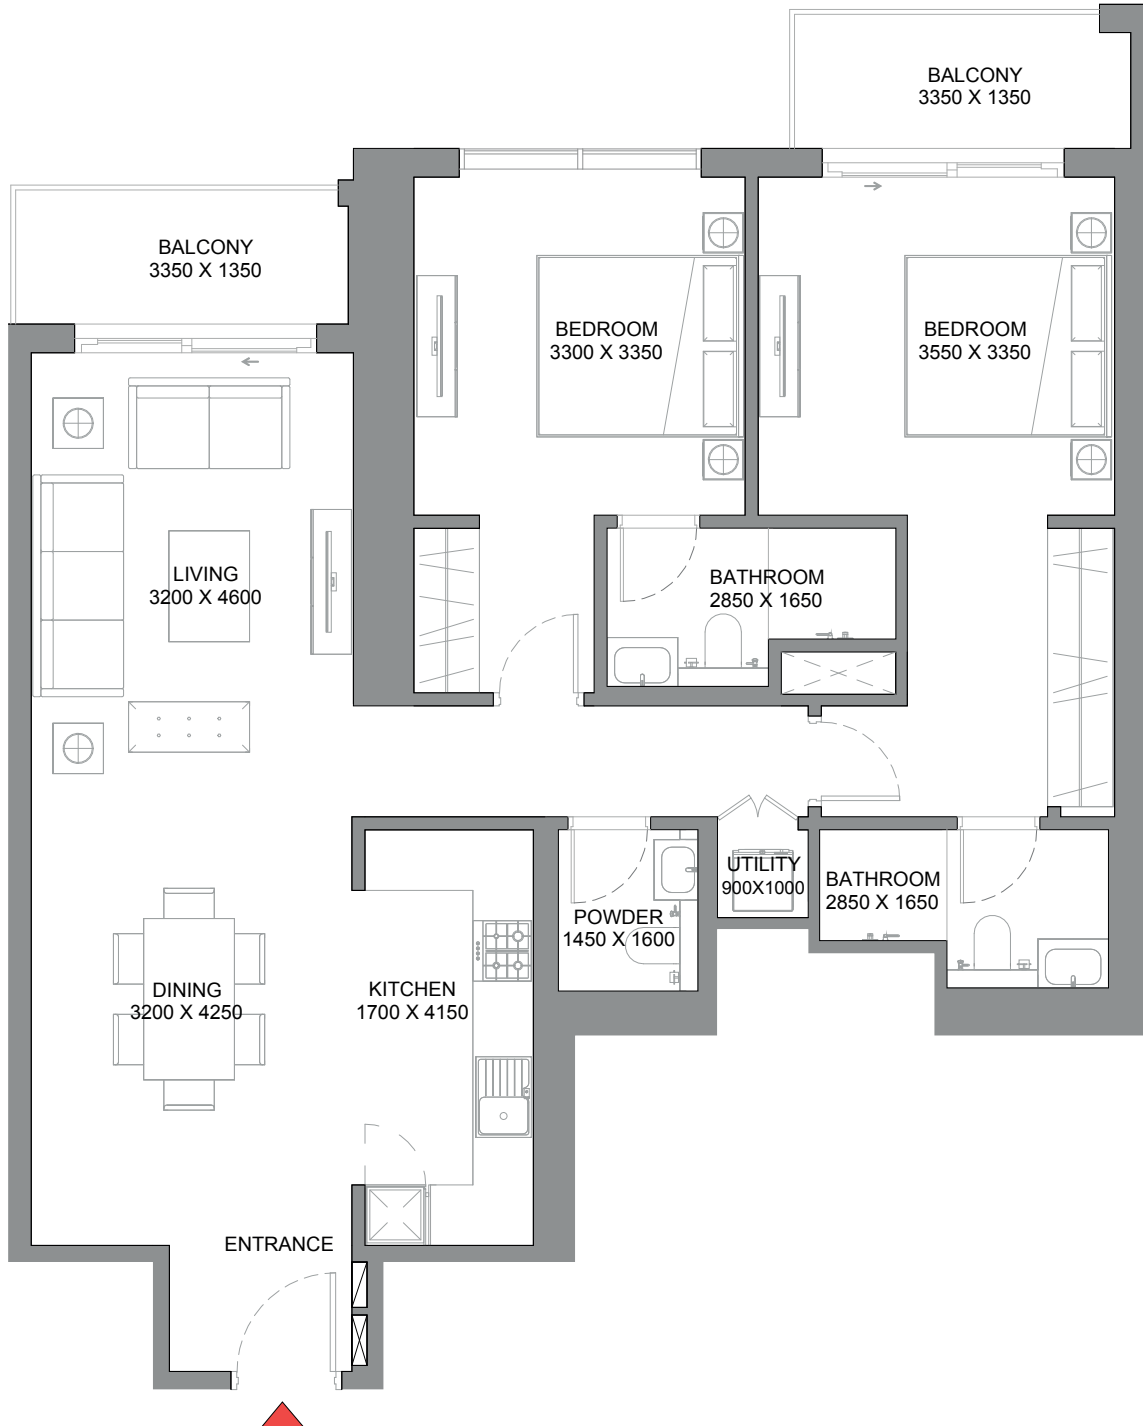 BALCONY
3350 X 1350
BALCONY
3350 X 1350
BEDROOM
3300 X 3350
BEDROOM
3550 X 3350
LIVING
3200 X 4600
BATHROOM
2850 X 1650
UTILITY
900X1000
BATHROOM
2850 X 1650
POWDER
1450 X 1600
DINING
3200 X 4250
KITCHEN
1700 X 4150
ENTRANCE